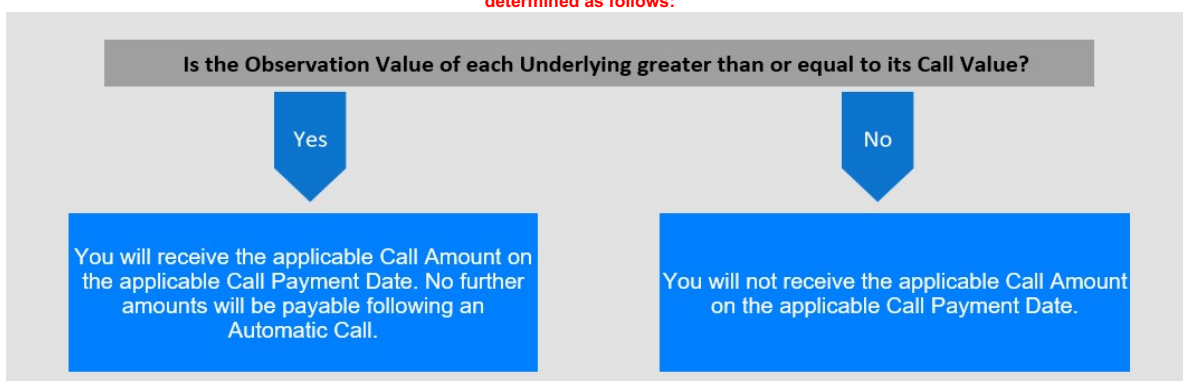 determined as follows:
Is the Observation Value of each Underlying greater than or equal to its Call Value?
Yes
No
You will receive the applicable Call Amount on
the applicable Call Payment Date. No further
amounts will be payable following an
Automatic Call.
You will not receive the applicable Call Amount
on the applicable Call Payment Date.